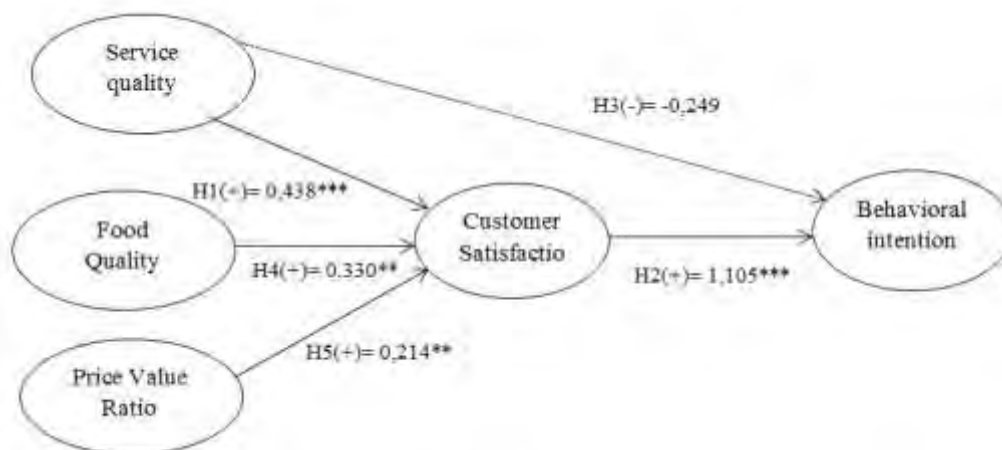 Service
quality
H3(-)= -0,249
H1(+)= 0,438***
Food
Quality
H4(+)= 0.330**
Customer
Satisfactio
H2(+)= 1,105***
Behavioral
intention
H5(+)= 0,214**
Price Value
Ratio